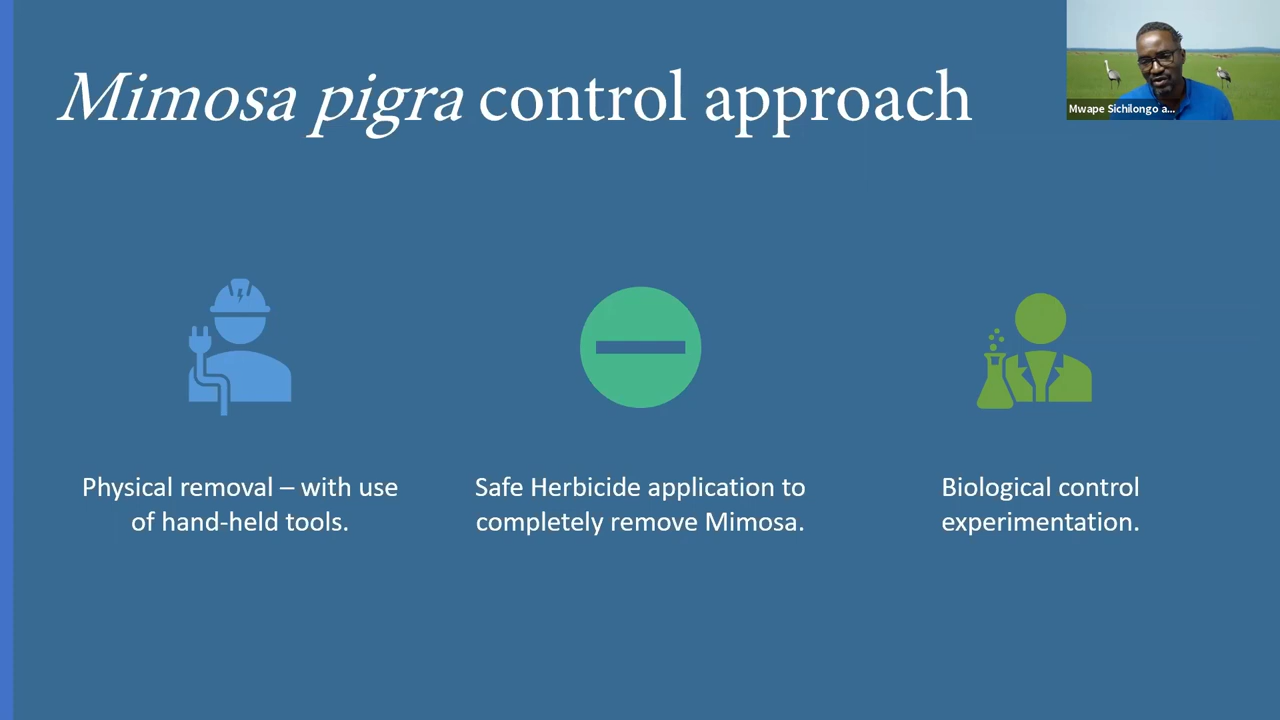 Mimosa pigra control approach
Mwape Sichilongo a...
Physical removal – with use
of hand-held tools.
Safe Herbicide application to
completely remove Mimosa.
Biological control
experimentation.